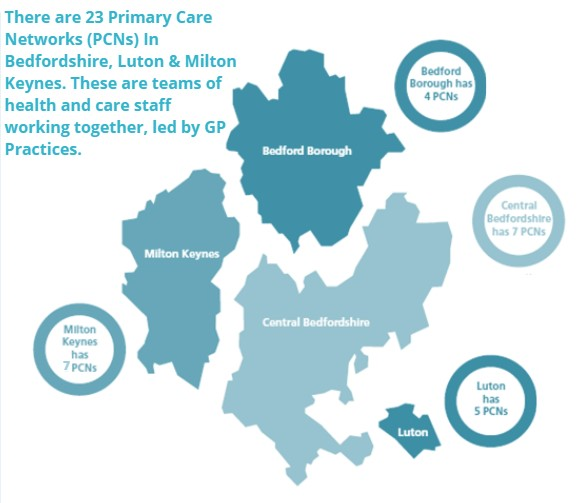 There are 23 Primary Care
Networks (PCNs) In
Bedfordshire, Luton & Milton
Keynes. These are teams of
health and care staff
working together, led by GP
Practices.
Bedford
Borough has
4 PCNs
Bedford Borough
Central
Bedfordshire
has 7 PCNs
Milton Keynes
Central Bedfordshire
Milton
Keynes
has
7 PCNs
Luton
has
5 PCNs
Luton